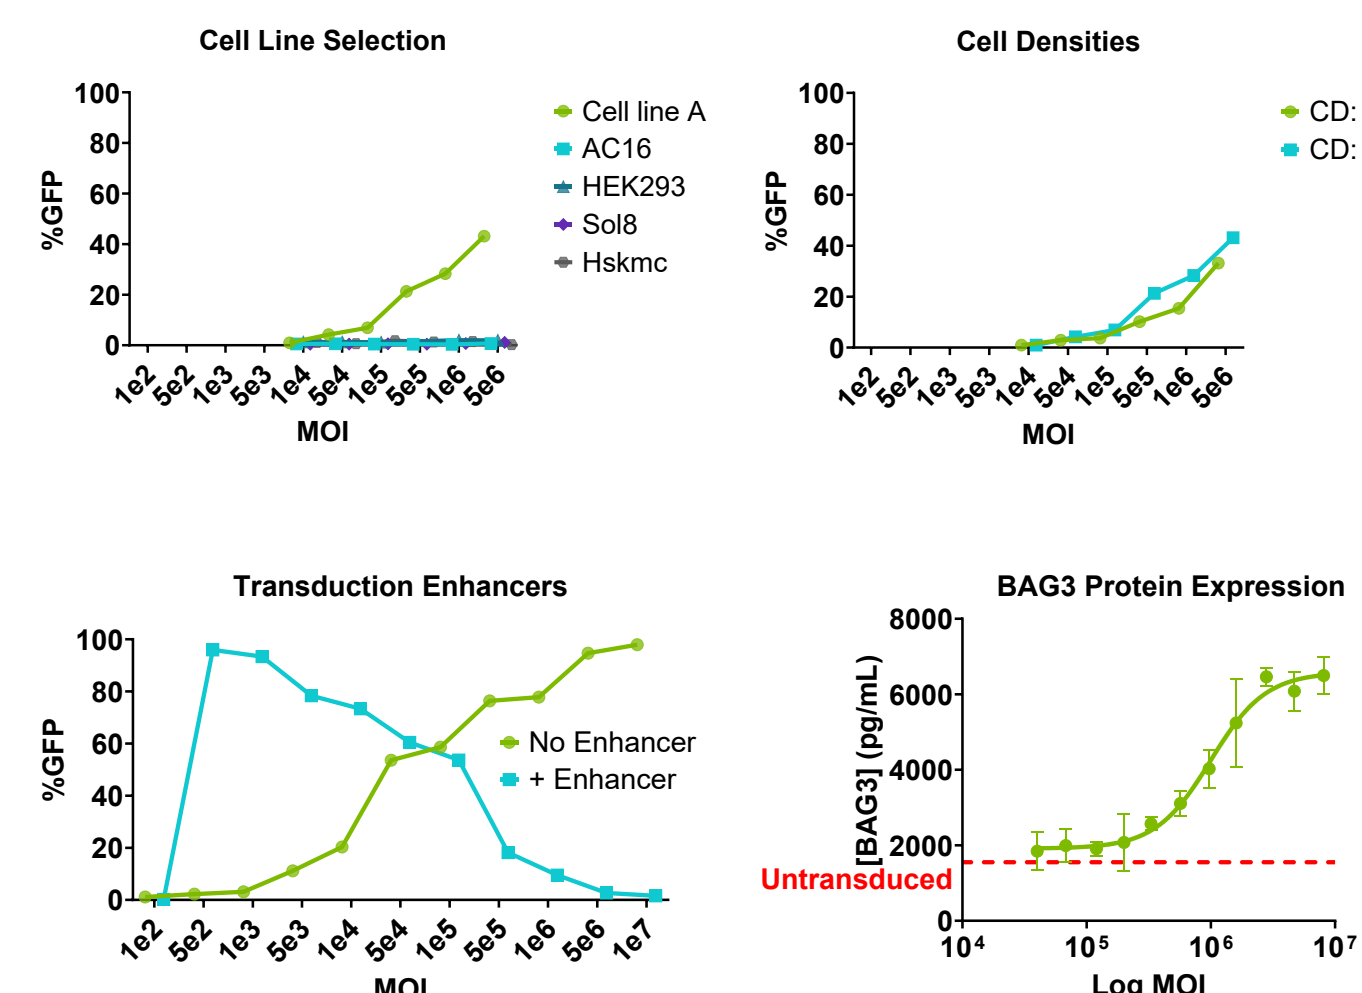 Cell Line Selection
%GFP
100
80
60
40
20
0
1e2 5e2 1e3 5e3 1e4 5e4 1e5 5e5 1e6 5e6
MOI
Cell line A
AC16
HEK293
Sol8
Hskmc
Cell Densities
%GFP
100
80
60
40
20
0
1e2 5e2 1e3 5e3 1e4 5e4 1e5 5e5 1e6 5e6
MOI
CD:
CD:
Transduction Enhancers
%GFP
100
80
60
40
20
0
1e2 5e2 1e3 5e3 1e4 5e4 1e5 5e5 1e6 5e6 1e7
MOI
No Enhancer
+ Enhancer
BAG3 Protein Expression
[BAG3] (pg/mL)
8000
6000
4000
2000
Untransduced
0
10⁴ 10⁵ 10⁶ 10⁷
Log MOI